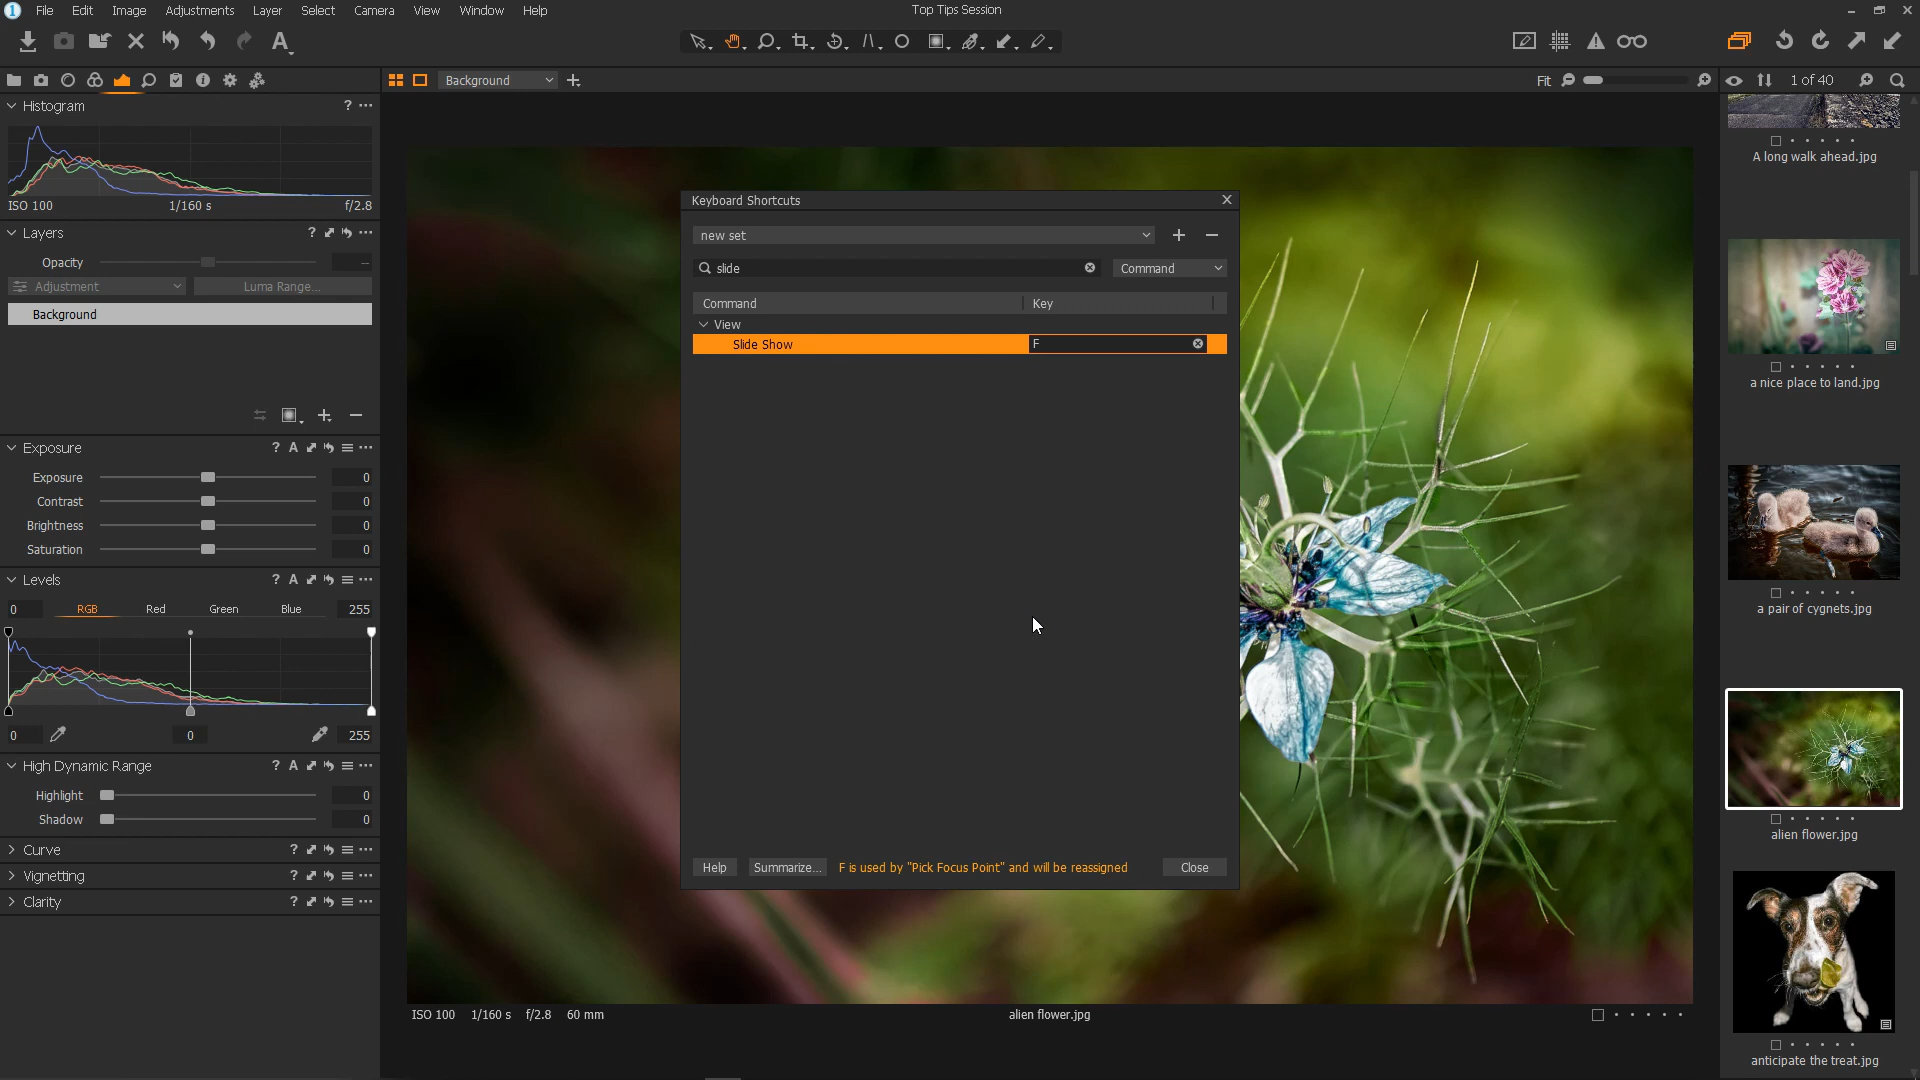 File Edit Image Adjustments Layer Select Camera View Window Help
Top Tips Session
Background
Fit
1 of 40
Histogram
ISO 100 1/160 s f/2.8
Layers
Opacity --
Adjustment Luma Range...
Background
Exposure
Exposure 0
Contrast 0
Brightness 0
Saturation 0
Levels
0 RGB Red Green Blue 255
0 0 255
High Dynamic Range
Highlight 0
Shadow 0
Curve
Vignetting
Clarity
Keyboard Shortcuts
new set
slide Command
Command Key
View
Slide Show F
Help Summarize... F is used by "Pick Focus Point" and will be reassigned Close
ISO 100 1/160 s f/2.8 60 mm
alien flower.jpg
A long walk ahead.jpg
a nice place to land.jpg
a pair of cygnets.jpg
alien flower.jpg
anticipate the treat.jpg